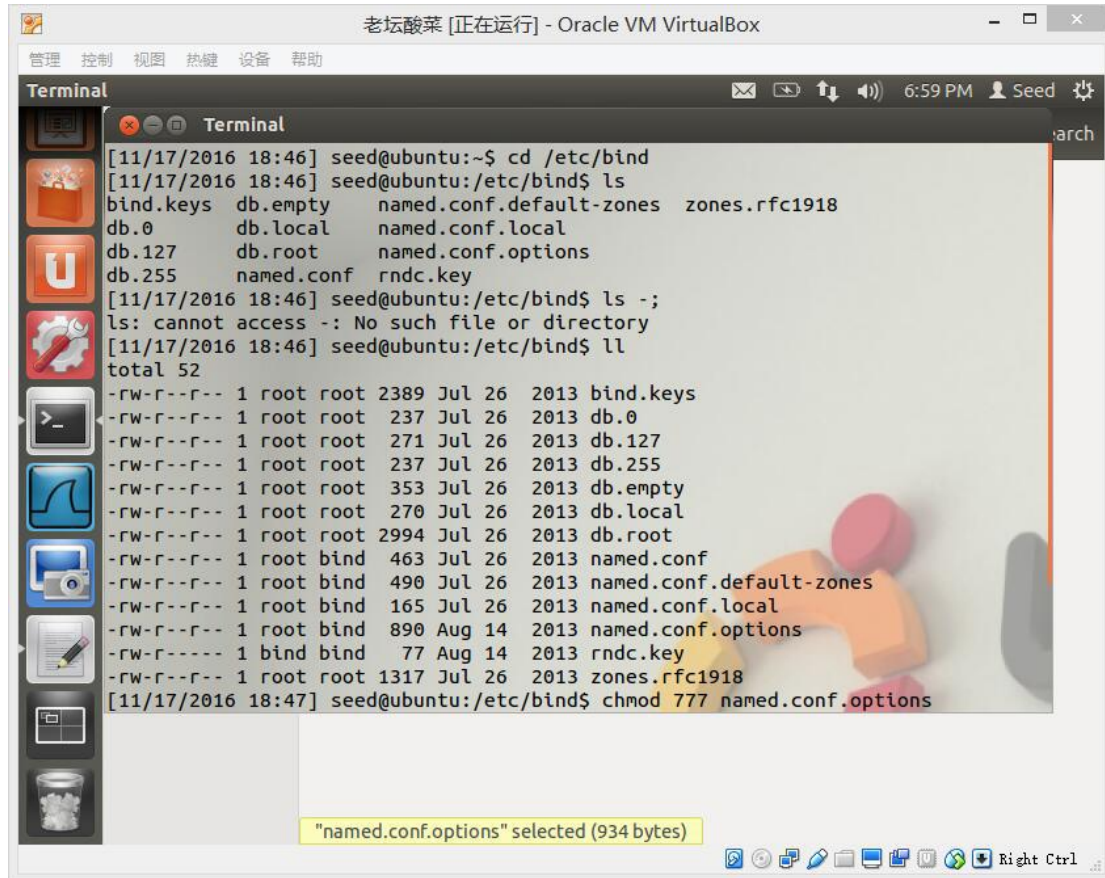 老坛酸菜 [正在运行] - Oracle VM VirtualBox
管理 控制 视图 热键 设备 帮助
Terminal 6:59 PM Seed
Terminal
earch
[11/17/2016 18:46] seed@ubuntu:~$ cd /etc/bind
[11/17/2016 18:46] seed@ubuntu:/etc/bind$ ls
bind.keys db.empty named.conf.default-zones zones.rfc1918
db.0 db.local named.conf.local
db.127 db.root named.conf.options
db.255 named.conf rndc.key
[11/17/2016 18:46] seed@ubuntu:/etc/bind$ ls -;
ls: cannot access -: No such file or directory
[11/17/2016 18:46] seed@ubuntu:/etc/bind$ ll
total 52
-rw-r--r-- 1 root root 2389 Jul 26 2013 bind.keys
-rw-r--r-- 1 root root 237 Jul 26 2013 db.0
-rw-r--r-- 1 root root 271 Jul 26 2013 db.127
-rw-r--r-- 1 root root 237 Jul 26 2013 db.255
-rw-r--r-- 1 root root 353 Jul 26 2013 db.empty
-rw-r--r-- 1 root root 270 Jul 26 2013 db.local
-rw-r--r-- 1 root root 2994 Jul 26 2013 db.root
-rw-r--r-- 1 root bind 463 Jul 26 2013 named.conf
-rw-r--r-- 1 root bind 490 Jul 26 2013 named.conf.default-zones
-rw-r--r-- 1 root bind 165 Jul 26 2013 named.conf.local
-rw-r--r-- 1 root bind 890 Aug 14 2013 named.conf.options
-rw-r----- 1 bind bind 77 Aug 14 2013 rndc.key
-rw-r--r-- 1 root root 1317 Jul 26 2013 zones.rfc1918
[11/17/2016 18:47] seed@ubuntu:/etc/bind$ chmod 777 named.conf.options
"named.conf.options" selected (934 bytes)
Right Ctrl